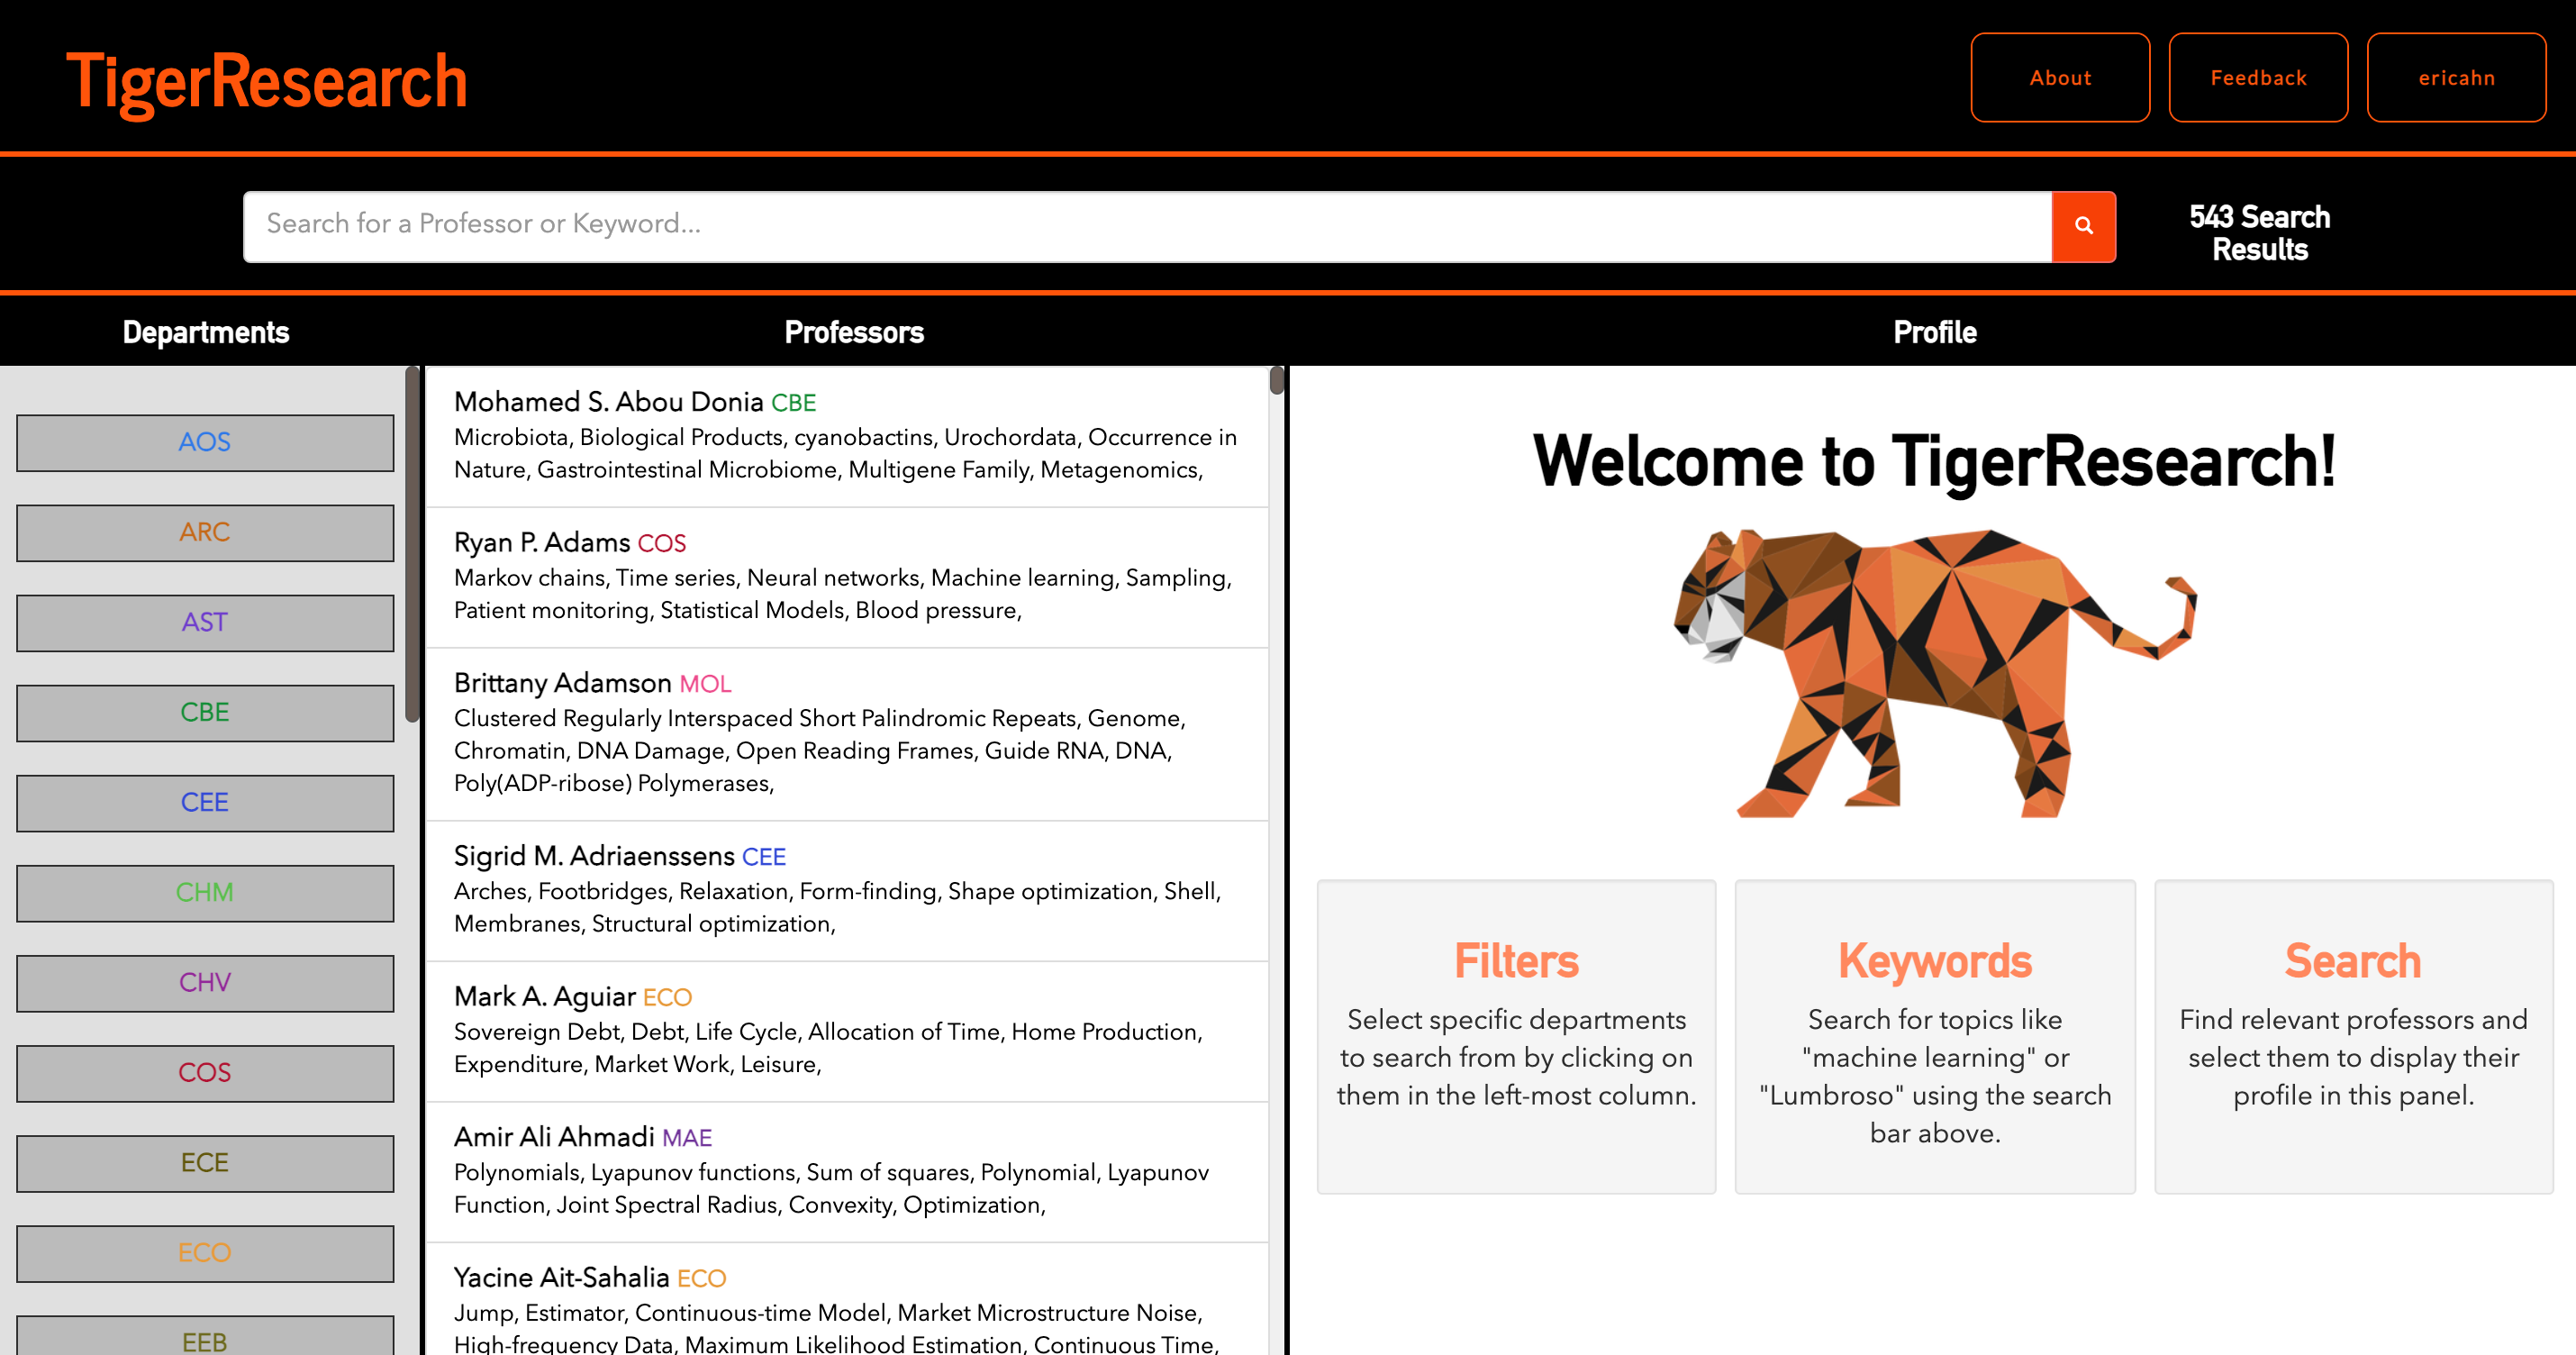 TigerResearch
About
Feedback
ericahn
Search for a Professor or Keyword...
543 Search
Results
Departments
Professors
Profile
AOS
ARC
AST
CBE
CEE
CHM
CHV
COS
ECE
ECO
EEB
Mohamed S. Abou Donia CBE
Microbiota, Biological Products, cyanobactins, Urochordata, Occurrence in
Nature, Gastrointestinal Microbiome, Multigene Family, Metagenomics,
Ryan P. Adams COS
Markov chains, Time series, Neural networks, Machine learning, Sampling,
Patient monitoring, Statistical Models, Blood pressure,
Brittany Adamson MOL
Clustered Regularly Interspaced Short Palindromic Repeats, Genome,
Chromatin, DNA Damage, Open Reading Frames, Guide RNA, DNA,
Poly(ADP-ribose) Polymerases,
Sigrid M. Adriaenssens CEE
Arches, Footbridges, Relaxation, Form-finding, Shape optimization, Shell,
Membranes, Structural optimization,
Mark A. Aguiar ECO
Sovereign Debt, Debt, Life Cycle, Allocation of Time, Home Production,
Expenditure, Market Work, Leisure,
Amir Ali Ahmadi MAE
Polynomials, Lyapunov functions, Sum of squares, Polynomial, Lyapunov
Function, Joint Spectral Radius, Convexity, Optimization,
Yacine Ait-Sahalia ECO
Jump, Estimator, Continuous-time Model, Market Microstructure Noise,
High-frequency Data, Maximum Likelihood Estimation, Continuous Time,
Welcome to TigerResearch!
Filters
Select specific departments
to search from by clicking on
them in the left-most column.
Keywords
Search for topics like
"machine learning" or
"Lumbroso" using the search
bar above.
Search
Find relevant professors and
select them to display their
profile in this panel.